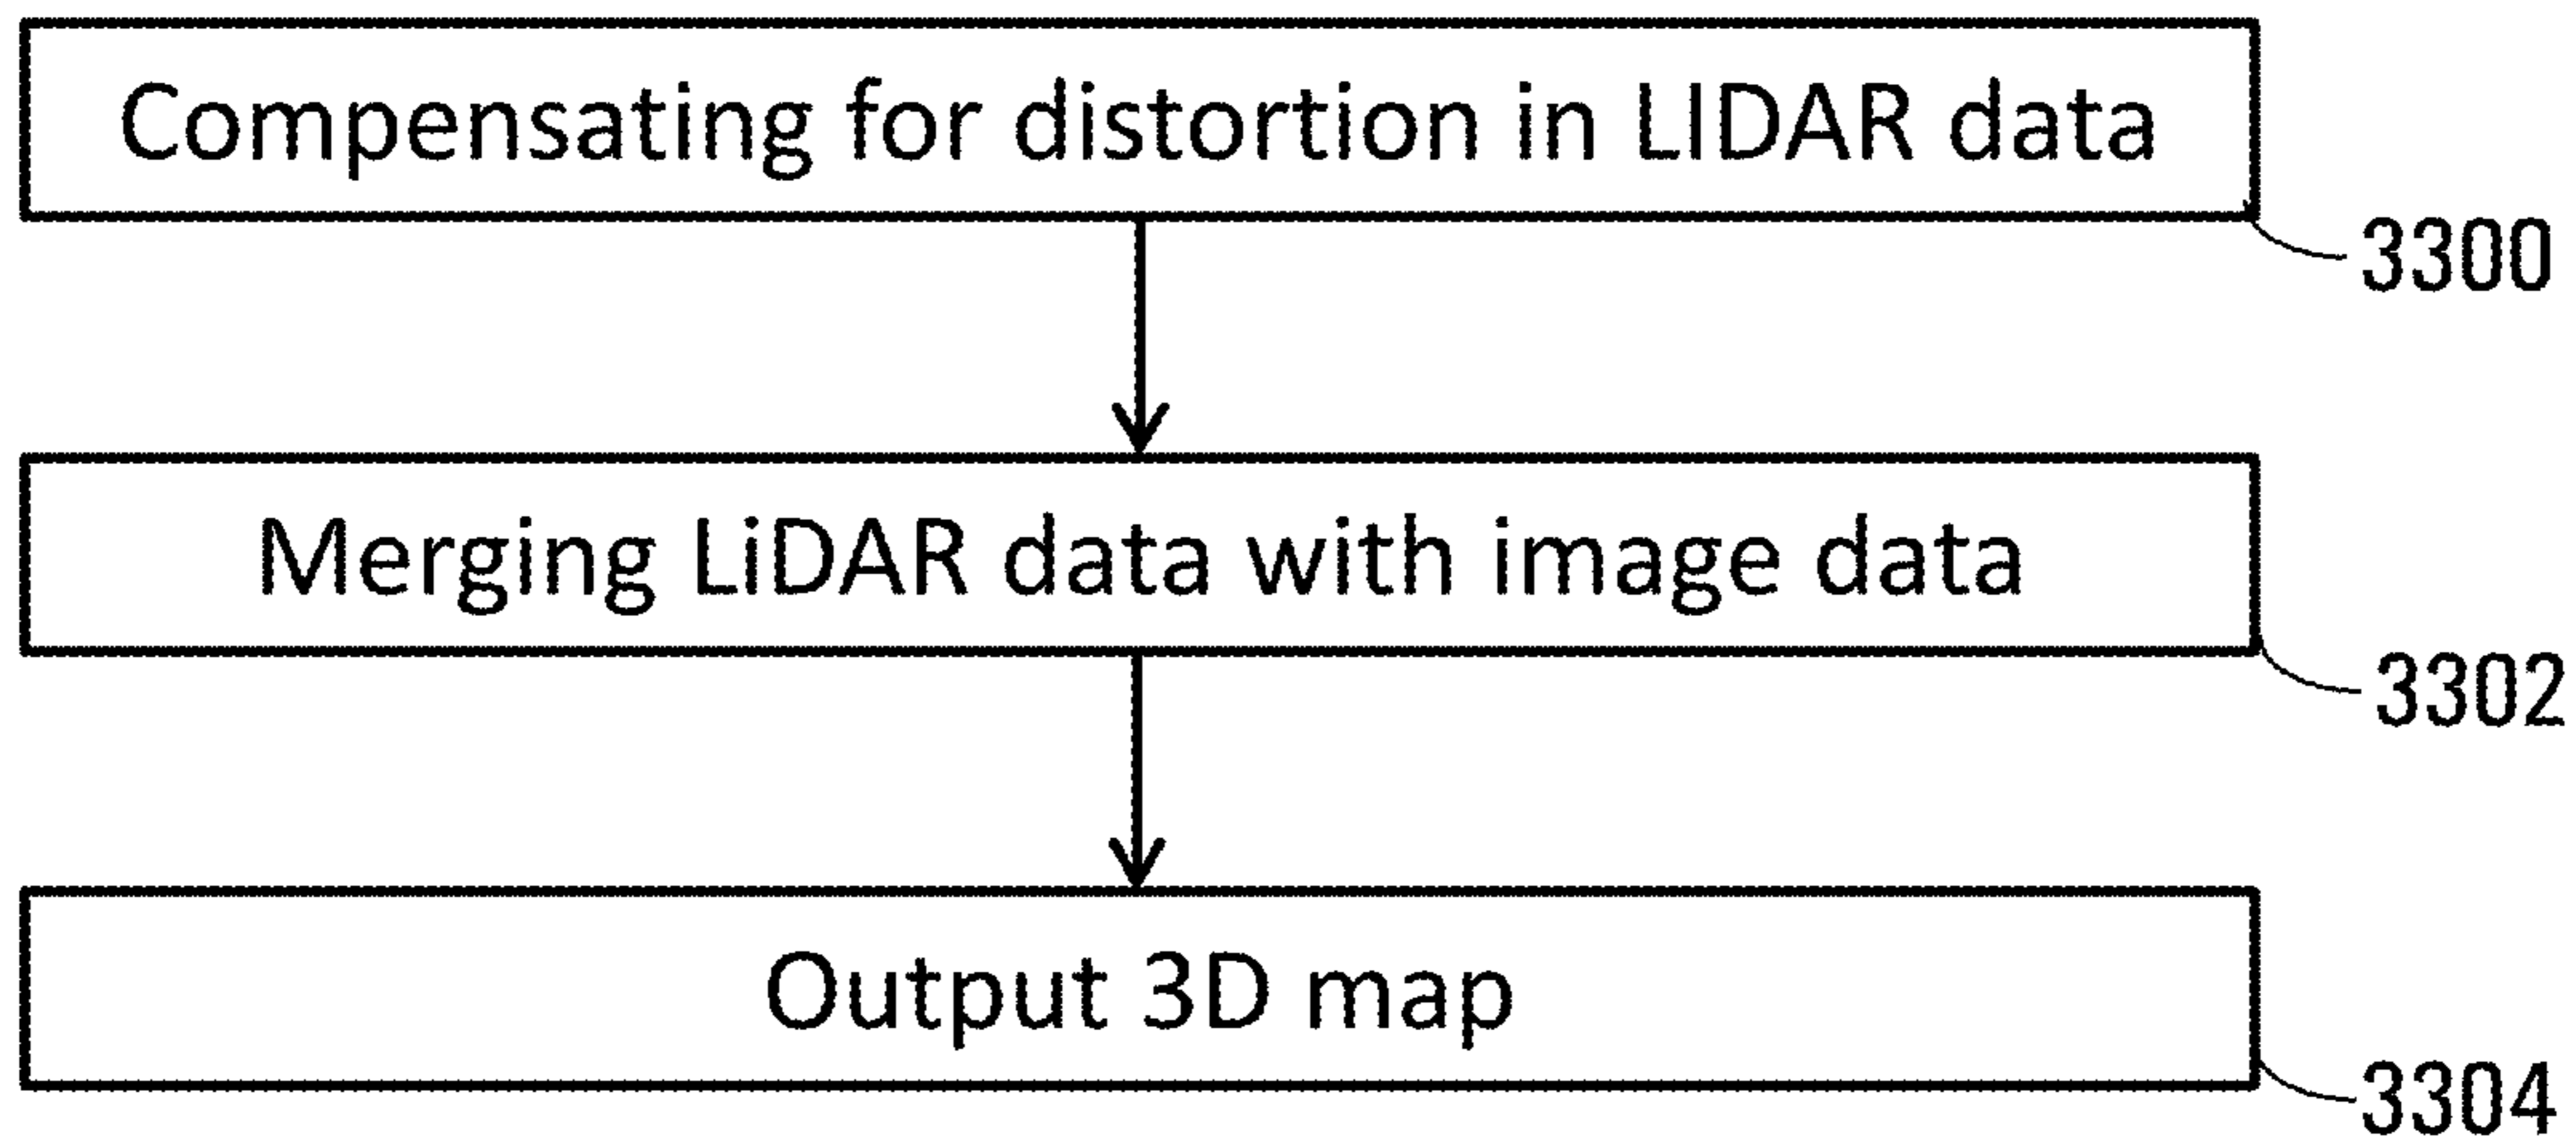 Compensating for distortion in LIDAR data
3300
Merging LiDAR data with image data
3302
Output 3D map
3304